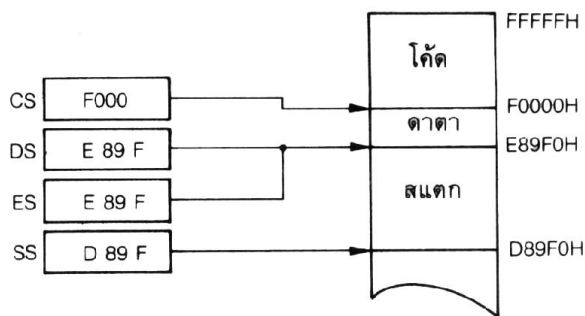 FFFFFH
โค้ด
CS F000
F0000H
ดาตา
DS E 89 F
E89F0H
ES E 89 F
สแตก
SS D 89 F
D89F0H